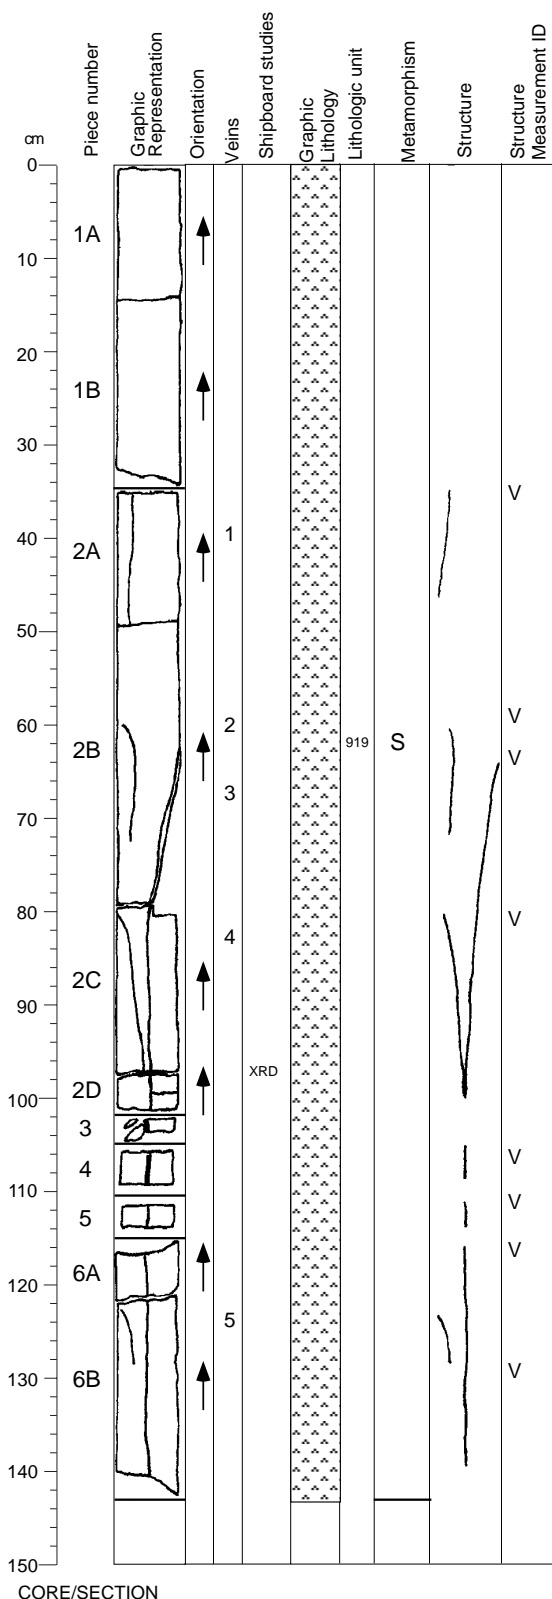 cm
Piece number
Graphic
Representation
Orientation
Veins
Shipboard studies
Graphic
Lithology
Lithologic unit
Metamorphism
Structure
Structure
Measurement ID
0
1A
10
20
1B
30
V
40
2A
1
50
60
2B
2
919
S
V
V
70
3
80
4
V
2C
90
XRD
2D
100
3
4
V
110
5
V
6A
V
120
5
6B
130
V
140
150
CORE/SECTION